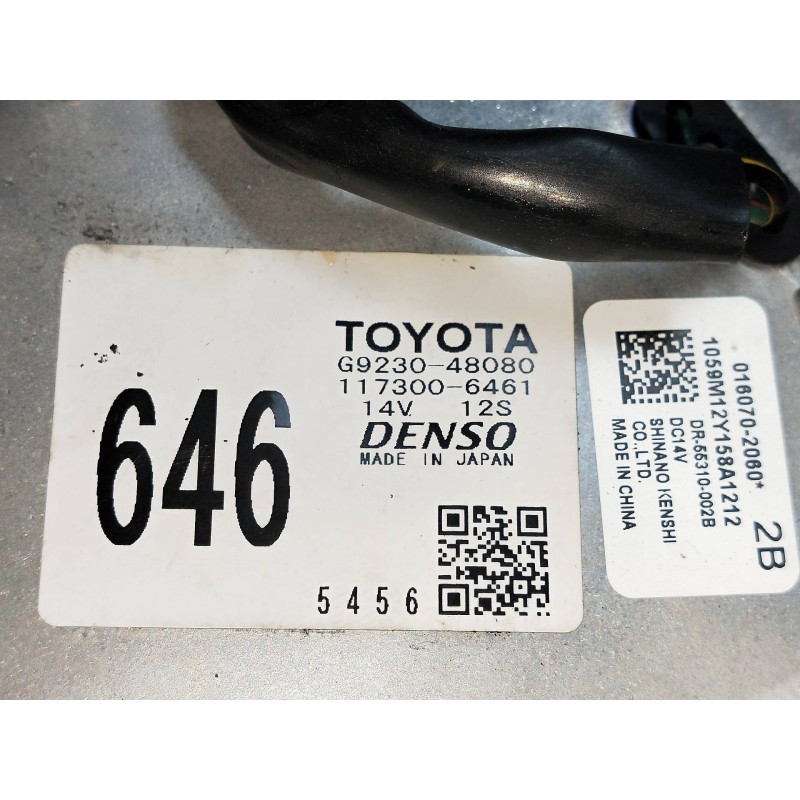 TOYOTA
G9230-48080
117300-6461
14V 12S
DENSO
MADE IN JAPAN
646
5456
016070-2060* 2B
1059M12Y158A1212
DR-55310-002B
DC14V
SHINANO KENSHI
CO.,LTD.
MADE IN CHINA